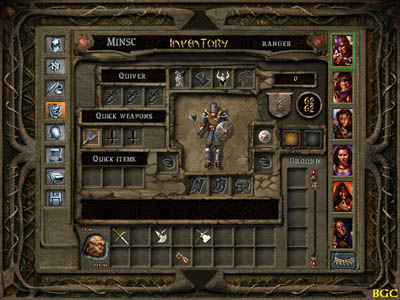 Minsc Inventory Ranger
Quiver
0
Quick weapons
Quick items
Ground
BGC